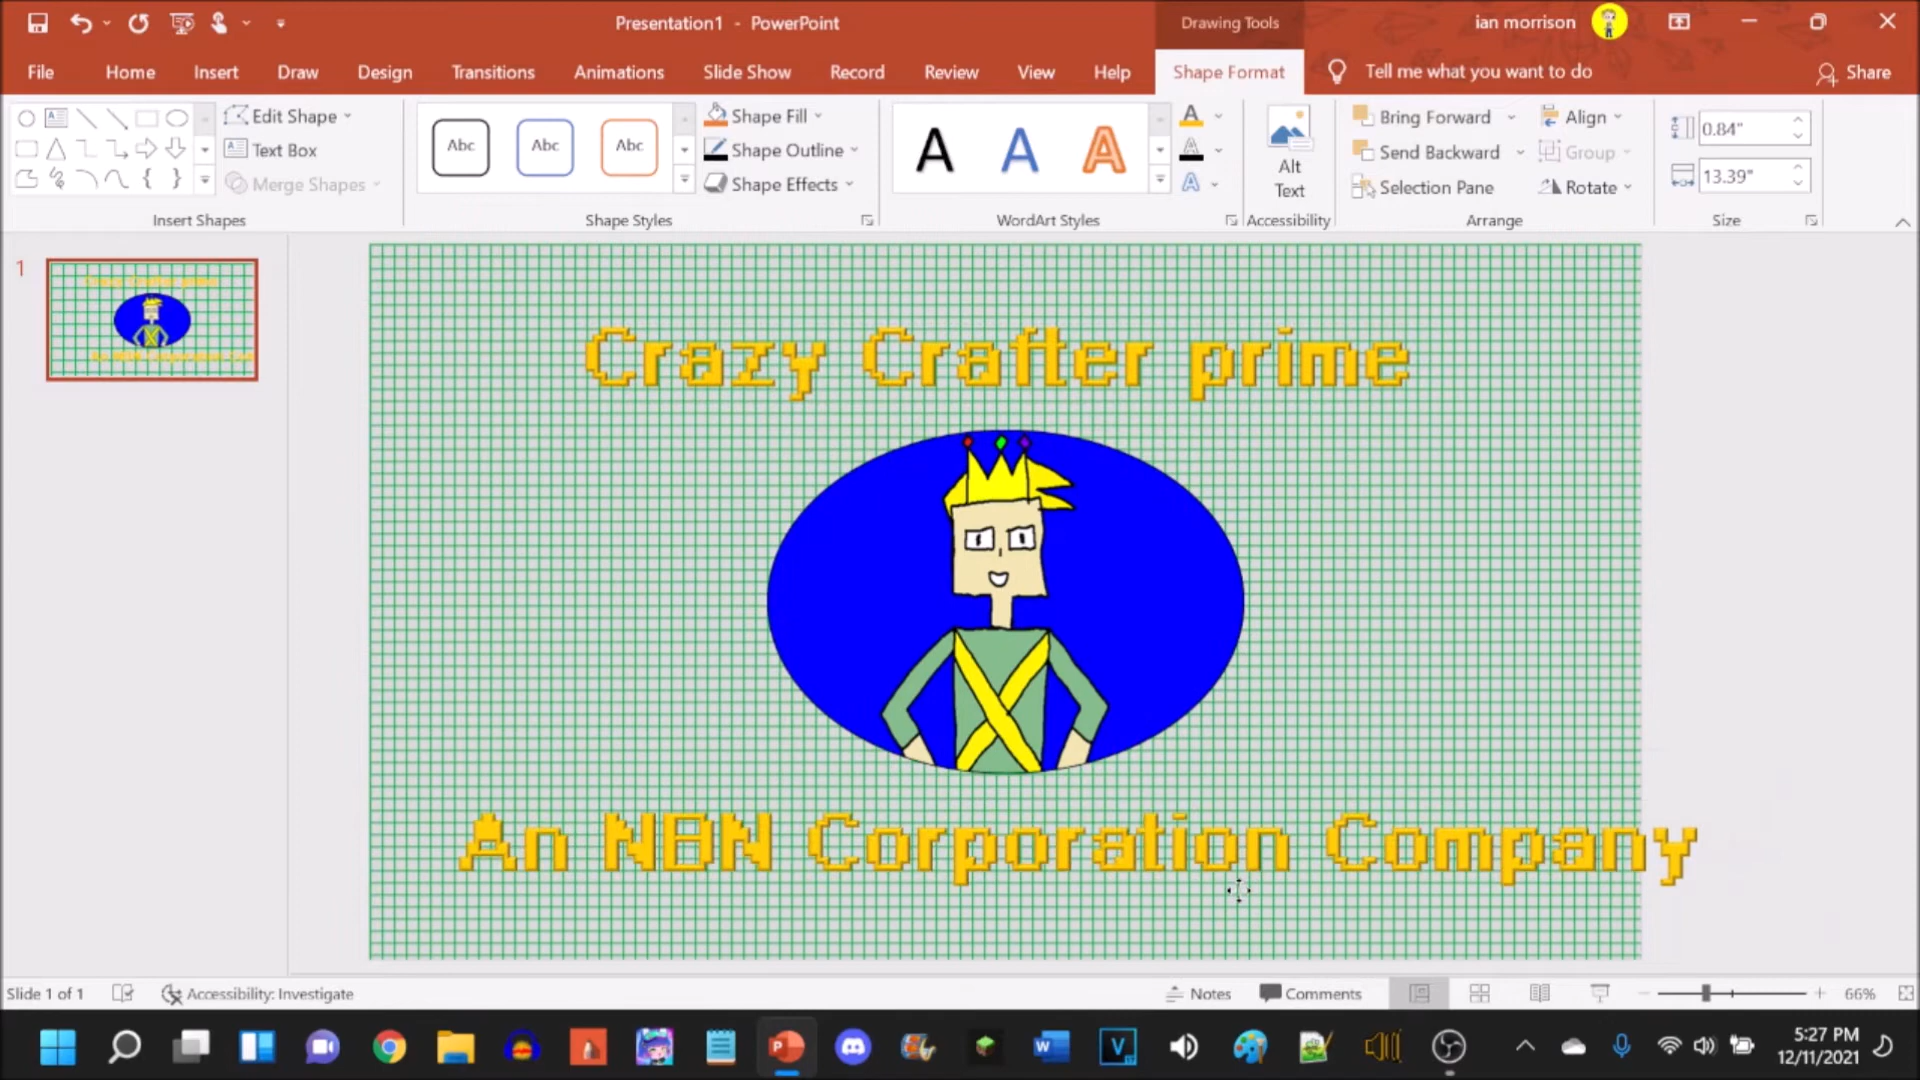 Presentation1 - PowerPoint
Drawing Tools
ian morrison
File Home Insert Draw Design Transitions Animations Slide Show Record Review View Help Shape Format Tell me what you want to do Share
Edit Shape
Text Box
Merge Shapes
Insert Shapes
Abc Abc Abc
Shape Fill
Shape Outline
Shape Effects
Shape Styles
A A A
WordArt Styles
Alt
Text
Accessibility
Bring Forward
Send Backward
Selection Pane
Align
Group
Rotate
Arrange
0.84"
13.39"
Size
1
Crazy Crafter prime
An NBN Corporation Company
Slide 1 of 1
Accessibility: Investigate
Notes
Comments
66%
5:27 PM
12/11/2021